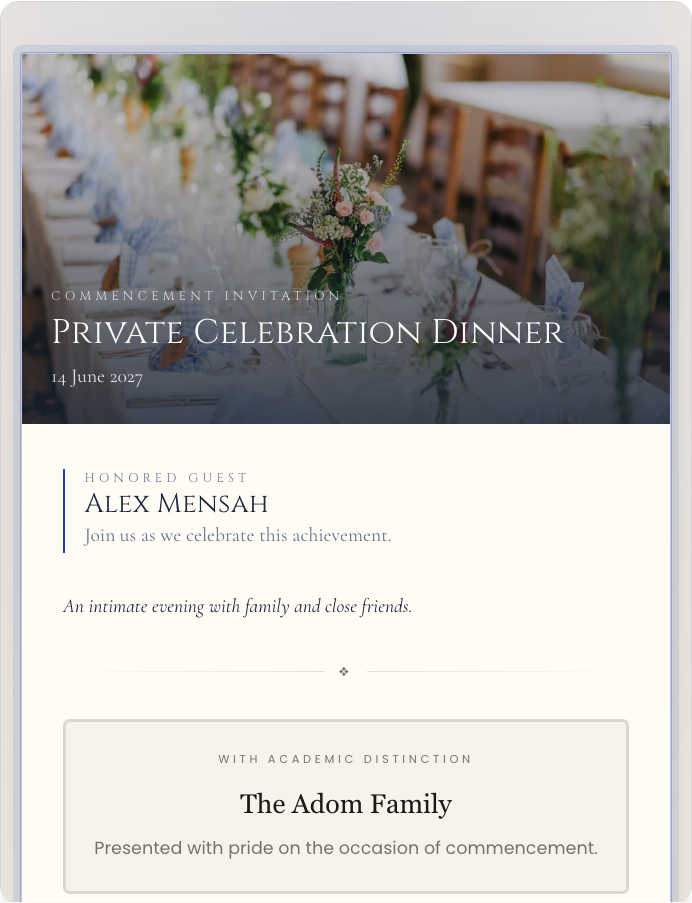 COMMENCEMENT INVITATION
PRIVATE CELEBRATION DINNER
14 June 2027
HONORED GUEST
ALEX MENSAH
Join us as we celebrate this achievement.
An intimate evening with family and close friends.
WITH ACADEMIC DISTINCTION
The Adom Family
Presented with pride on the occasion of commencement.